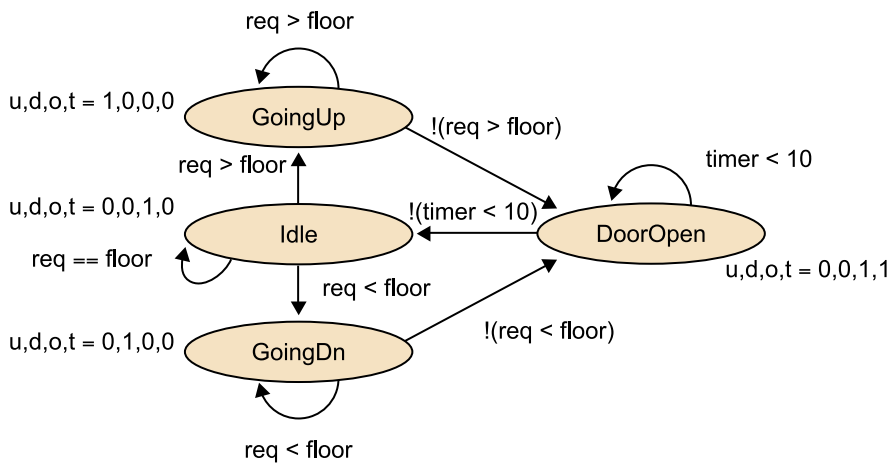 req > floor
u,d,o,t = 1,0,0,0
GoingUp
!(req > floor)
req > floor
timer < 10
u,d,o,t = 0,0,1,0
Idle
!(timer < 10)
DoorOpen
req == floor
u,d,o,t = 0,0,1,1
req < floor
u,d,o,t = 0,1,0,0
GoingDn
!(req < floor)
req < floor